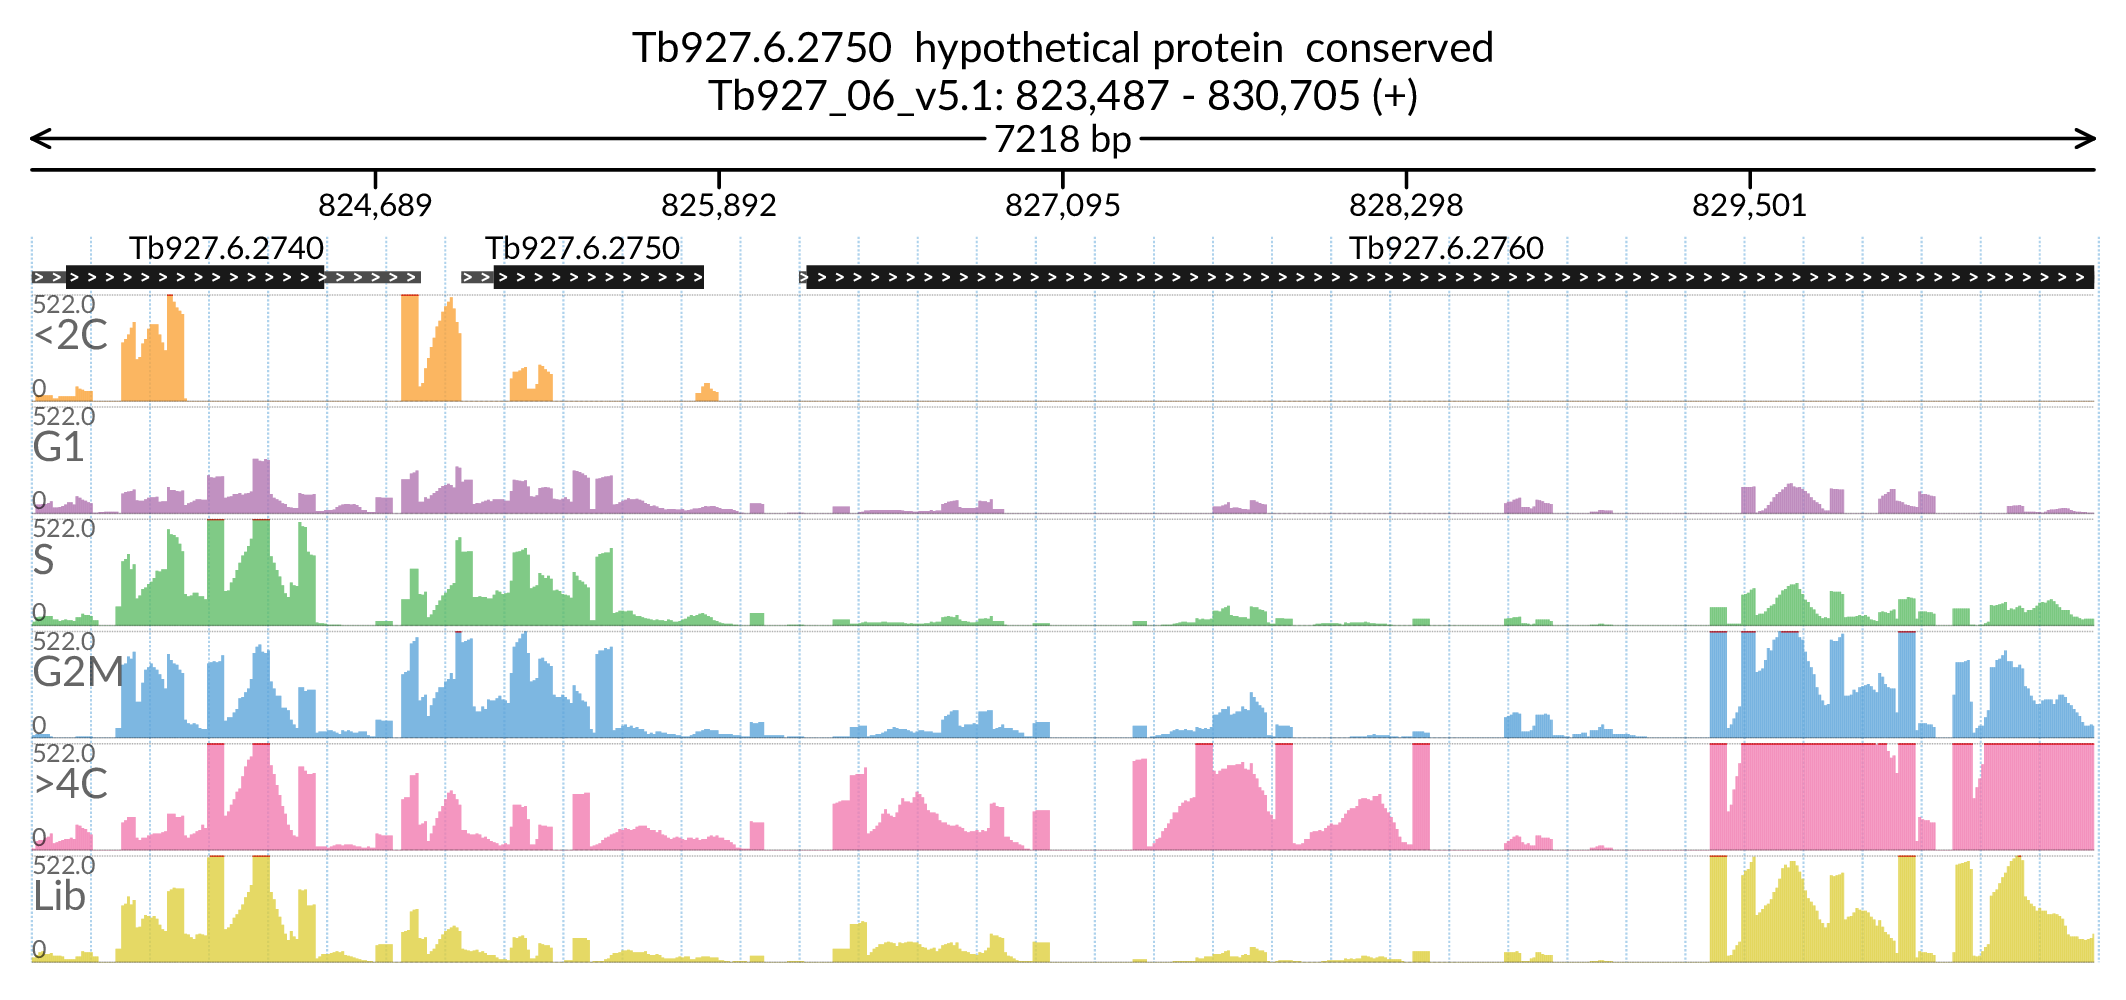 Tb927.6.2750 hypothetical protein conserved
Tb927_06_v5.1: 823,487 - 830,705 (+)
7218 bp
824,689 825,892 827,095 828,298 829,501
Tb927.6.2740 Tb927.6.2750 Tb927.6.2760
522.0
<2C
0
522.0
G1
0
522.0
S
0
522.0
G2M
0
522.0
>4C
0
522.0
Lib
0